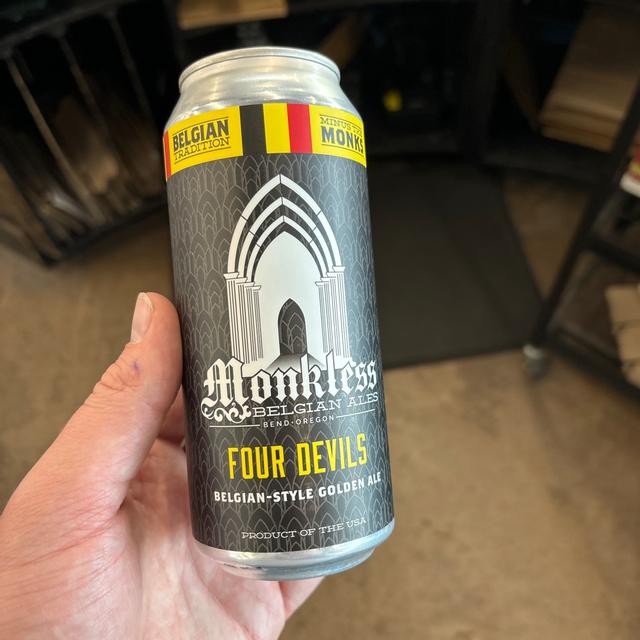 BELGIAN
TRADITION
MINUS THE
MONKS
Monkless
BELGIAN ALES
BEND•OREGON
FOUR DEVILS
BELGIAN-STYLE GOLDEN ALE
PRODUCT OF THE USA